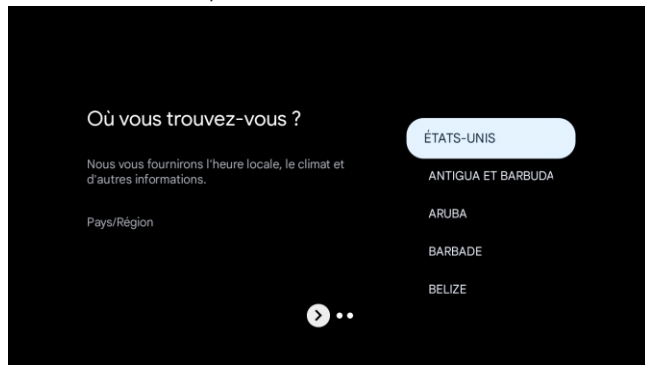 Où vous trouvez-vous ?
Nous vous fournirons l'heure locale, le climat et
d'autres informations.
Pays/Région
ÉTATS-UNIS
ANTIGUA ET BARBUDA
ARUBA
BARBADE
BELIZE